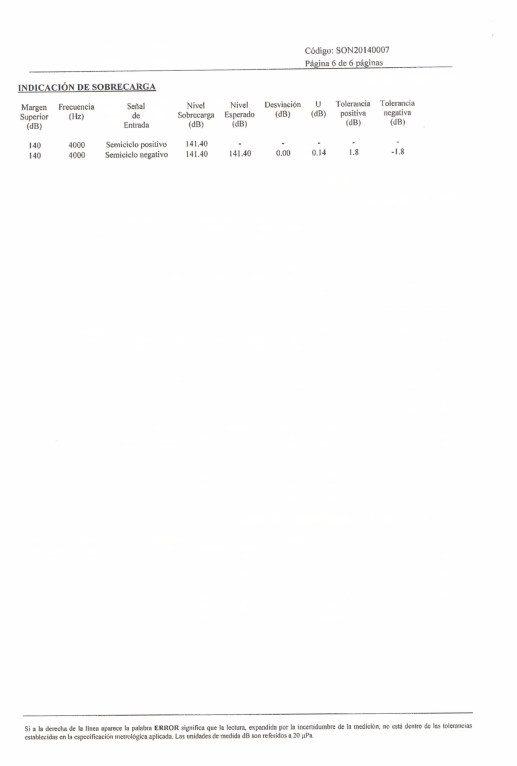 Código: SON20140007
Página 6 de 6 páginas
INDICACIÓN DE SOBRECARGA
Margen Superior (dB) Frecuencia (Hz) Señal de Entrada Nivel Sobrecarga (dB) Nivel Esperado (dB) Desviación (dB) U (dB) Tolerancia positiva (dB) Tolerancia negativa (dB)
140 4000 Semiciclo positivo 141.40 - - - - -
140 4000 Semiciclo negativo 141.40 141.40 0.00 0.14 1.8 -1.8
Si a la derecha de la línea aparece la palabra ERROR significa que la lectura, expandida por la incertidumbre de la medición, no está dentro de las tolerancias
establecidas en la especificación metrológica aplicada. Las unidades de medida dB son referidos a 20 µPa.